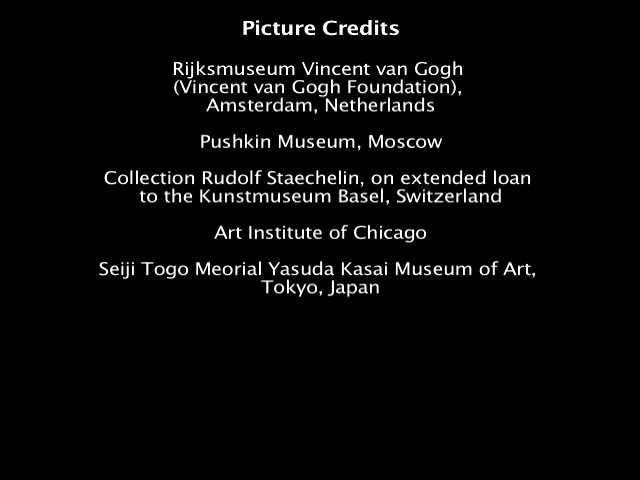 Picture Credits
Rijksmuseum Vincent van Gogh
(Vincent van Gogh Foundation),
Amsterdam, Netherlands
Pushkin Museum, Moscow
Collection Rudolf Staechelin, on extended loan
to the Kunstmuseum Basel, Switzerland
Art Institute of Chicago
Seiji Togo Meorial Yasuda Kasai Museum of Art,
Tokyo, Japan